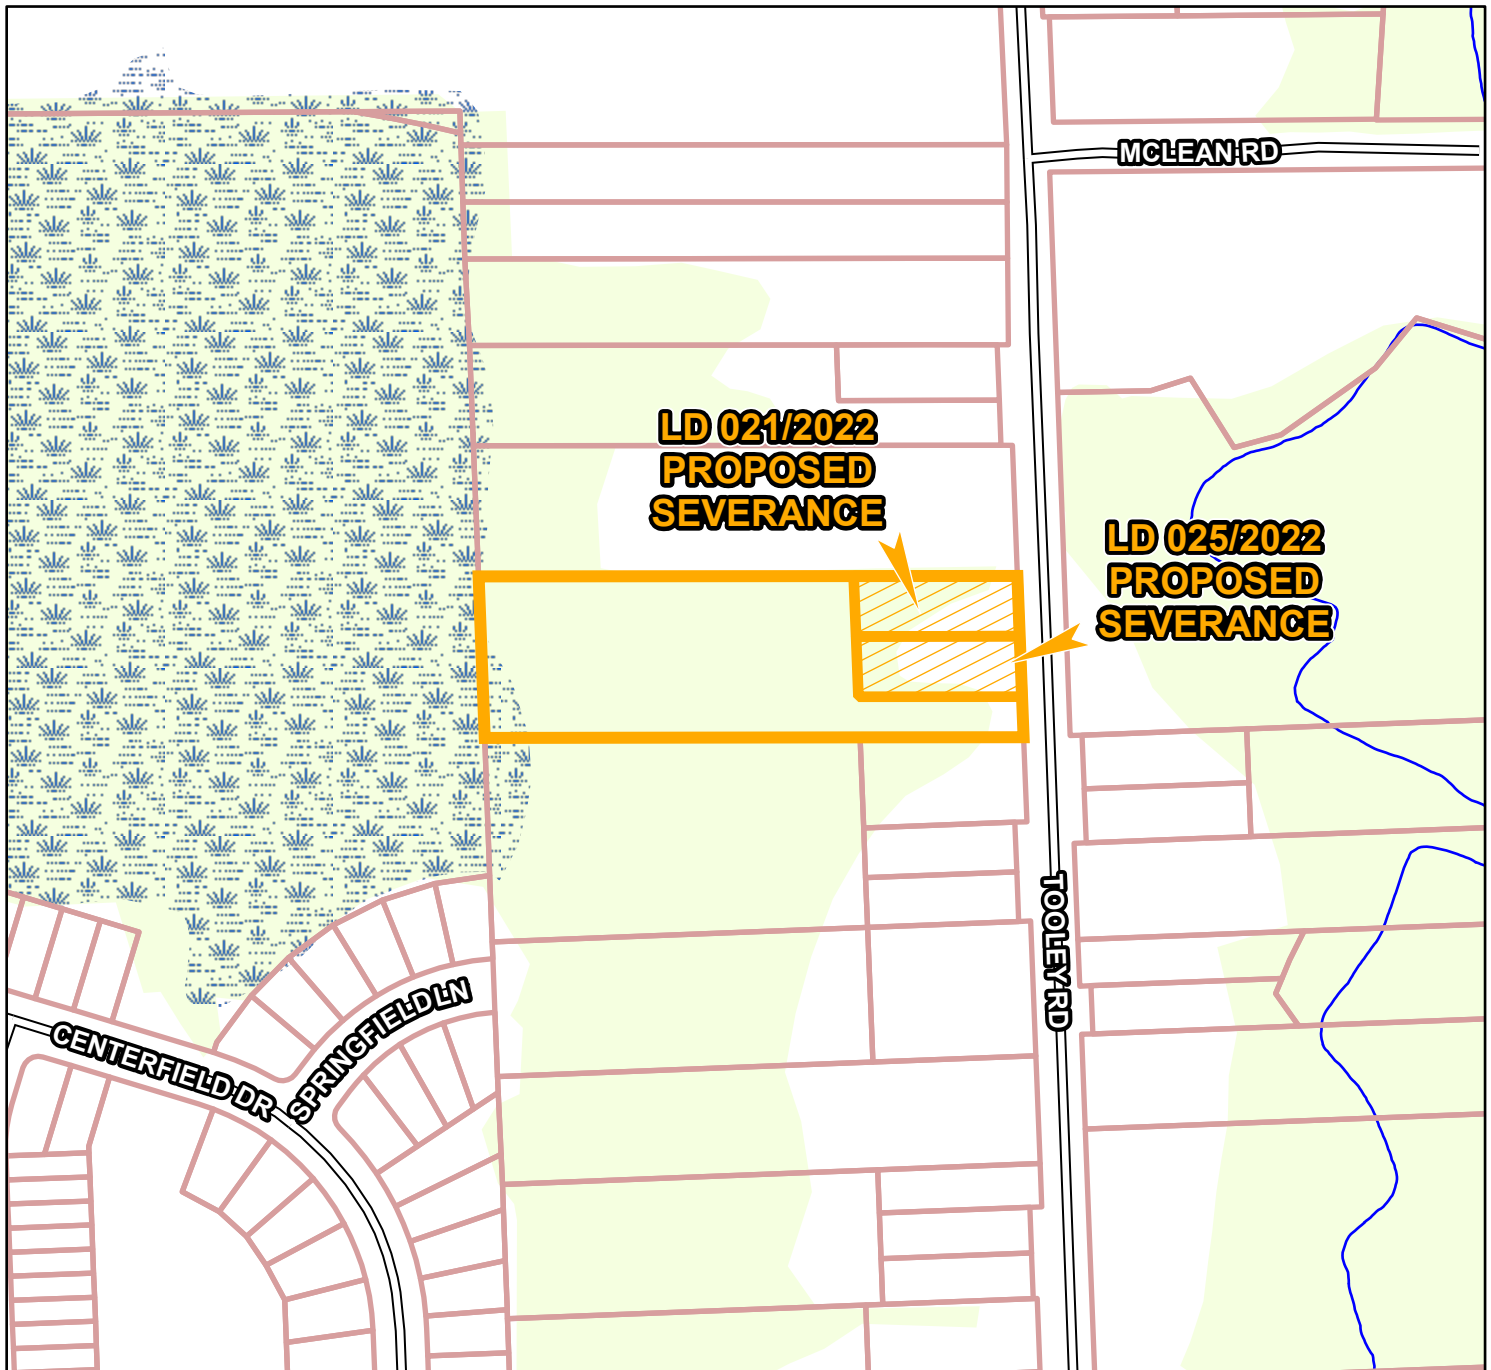 MCLEAN RD
LD 021/2022
PROPOSED
SEVERANCE
LD 025/2022
PROPOSED
SEVERANCE
TOOLEY RD
SPRINGFIELD LN
CENTERFIELD DR